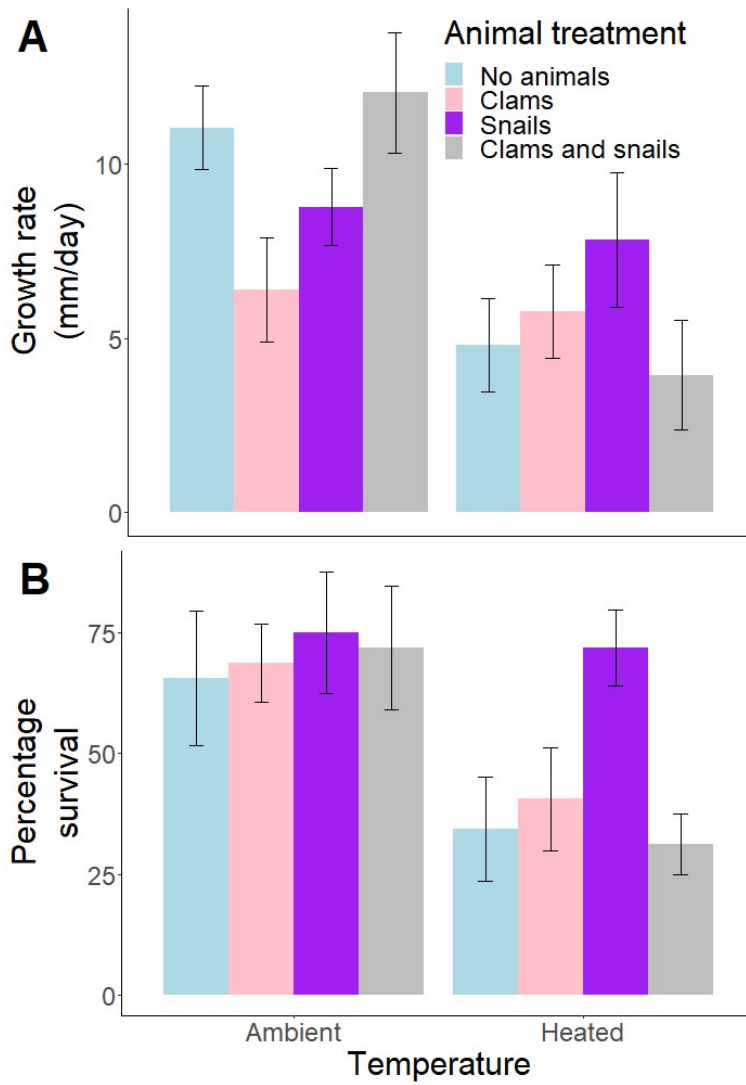 A
Animal treatment
No animals
Clams
Snails
Clams and snails
10
5
0
Growth rate
(mm/day)
B
75
50
25
0
Percentage
survival
Ambient
Heated
Temperature